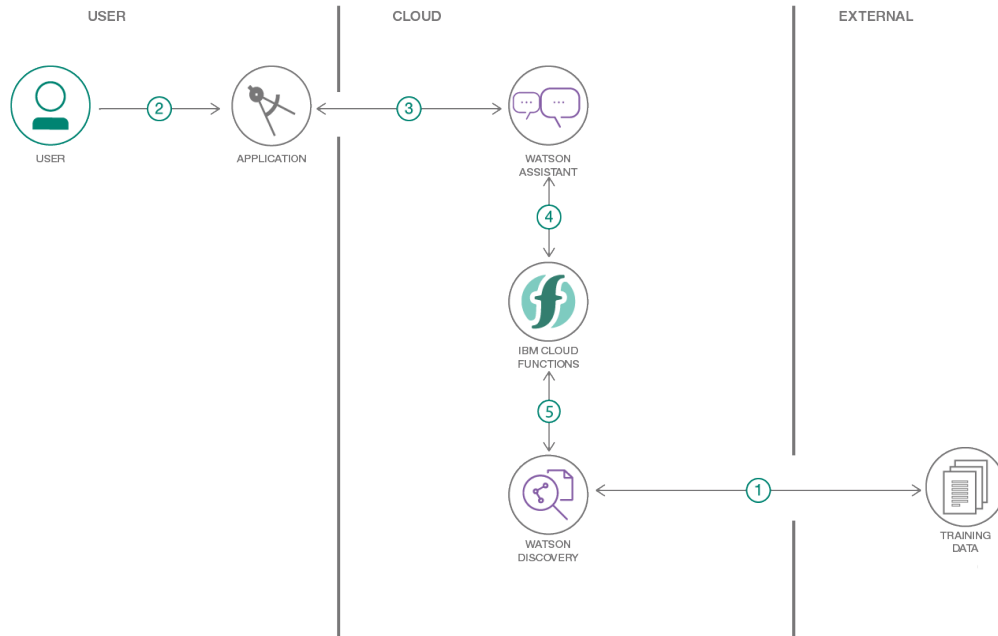 USER
CLOUD
EXTERNAL
2
3
USER
APPLICATION
WATSON
ASSISTANT
4
IBM CLOUD
FUNCTIONS
5
1
WATSON
DISCOVERY
TRAINING
DATA